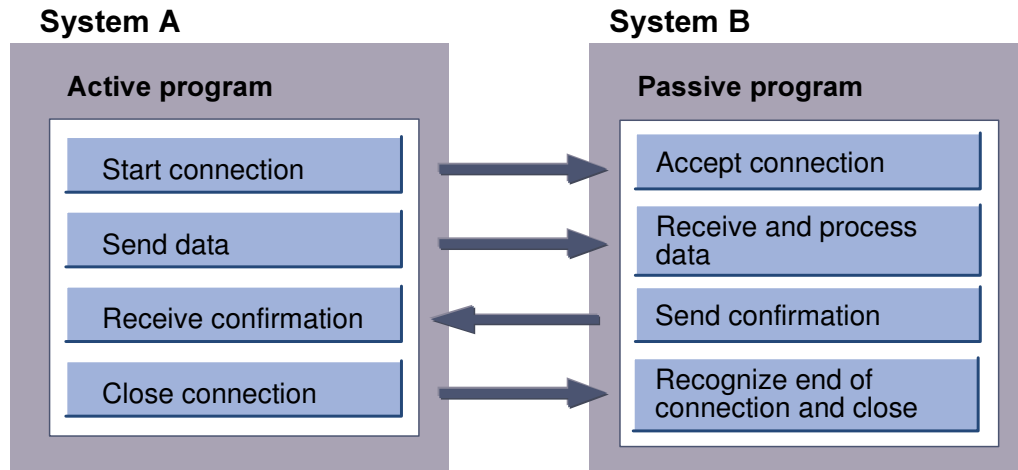 System A
System B
Active program
Passive program
Start connection
Accept connection
Send data
Receive and process
data
Receive confirmation
Send confirmation
Close connection
Recognize end of
connection and close